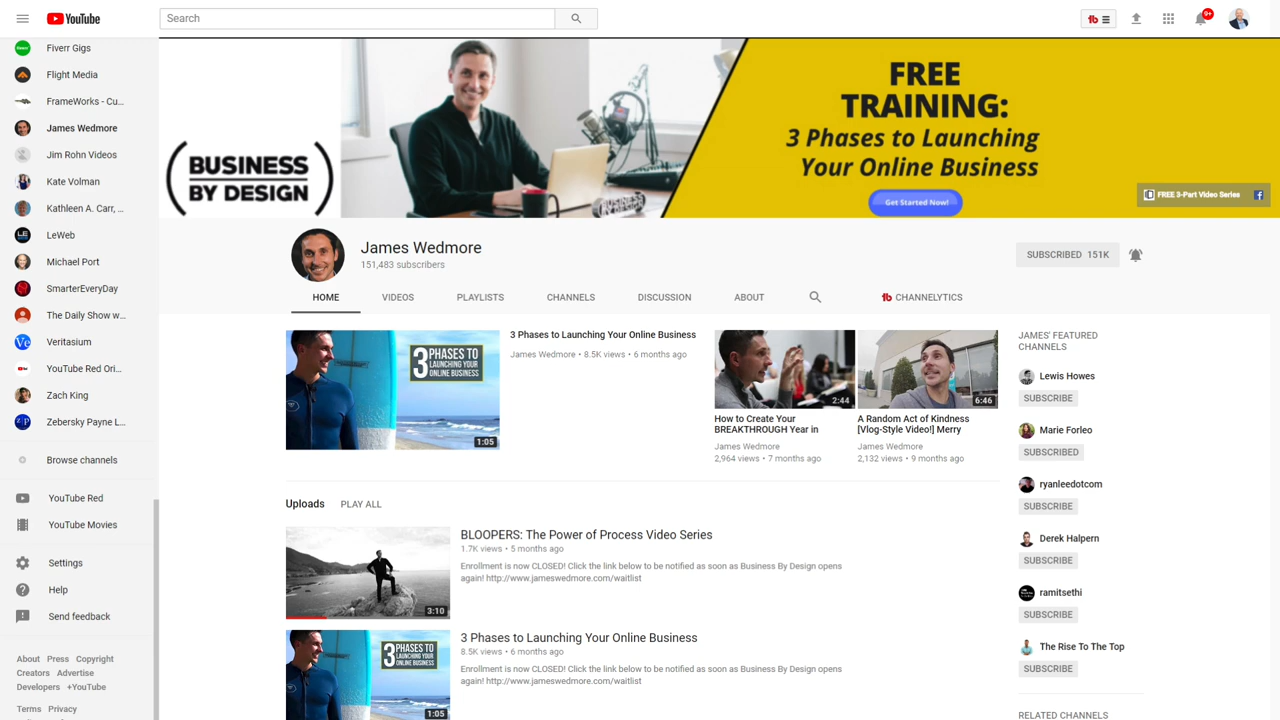 YouTube
Search
9+
Fiverr Gigs
Flight Media
FrameWorks - Cu...
James Wedmore
Jim Rohn Videos
Kate Volman
Kathleen A. Carr, ...
LeWeb
Michael Port
SmarterEveryDay
The Daily Show w...
Veritasium
YouTube Red Ori...
Zach King
Zebersky Payne L...
Browse channels
YouTube Red
YouTube Movies
Settings
Help
Send feedback
About Press Copyright
Creators Advertise
Developers +YouTube
Terms Privacy
BUSINESS
BY DESIGN
FREE
TRAINING:
3 Phases to Launching
Your Online Business
Get Started Now!
FREE 3-Part Video Series
James Wedmore
151,483 subscribers
SUBSCRIBED 151K
HOME VIDEOS PLAYLISTS CHANNELS DISCUSSION ABOUT CHANNELYTICS
3 PHASES TO
LAUNCHING YOUR
ONLINE BUSINESS
1:05
3 Phases to Launching Your Online Business
James Wedmore • 8.5K views • 6 months ago
2:44
How to Create Your
BREAKTHROUGH Year in
James Wedmore
2,964 views • 7 months ago
6:46
A Random Act of Kindness
[Vlog-Style Video!] Merry
James Wedmore
2,132 views • 9 months ago
Uploads PLAY ALL
3:10
BLOOPERS: The Power of Process Video Series
1.7K views • 5 months ago
Enrollment is now CLOSED! Click the link below to be notified as soon as Business By Design opens
again! http://www.jameswedmore.com/waitlist
3 PHASES TO
LAUNCHING YOUR
ONLINE BUSINESS
1:05
3 Phases to Launching Your Online Business
8.5K views • 6 months ago
Enrollment is now CLOSED! Click the link below to be notified as soon as Business By Design opens
again! http://www.jameswedmore.com/waitlist
JAMES' FEATURED
CHANNELS
Lewis Howes
SUBSCRIBE
Marie Forleo
SUBSCRIBED
ryanleedotcom
SUBSCRIBE
Derek Halpern
SUBSCRIBE
ramitsethi
SUBSCRIBE
The Rise To The Top
SUBSCRIBE
RELATED CHANNELS